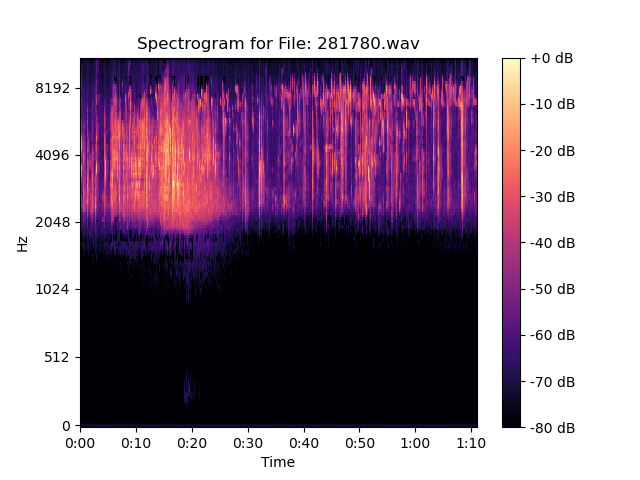 Spectrogram for File: 281780.wav
8192
4096
2048
1024
512
0
Hz
0:00 0:10 0:20 0:30 0:40 0:50 1:00 1:10
Time
+0 dB
-10 dB
-20 dB
-30 dB
-40 dB
-50 dB
-60 dB
-70 dB
-80 dB